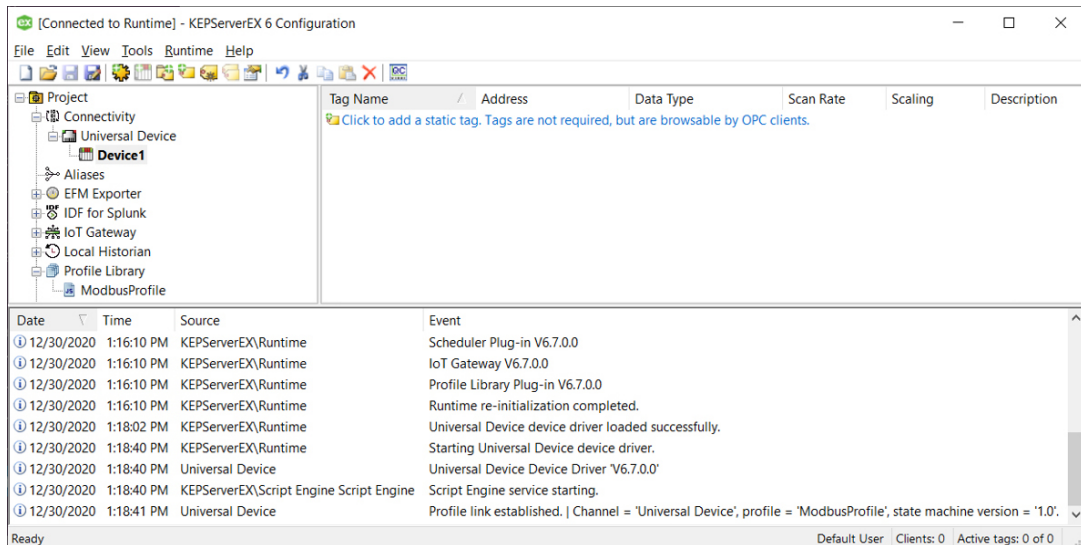 [Connected to Runtime] - KEPServerEX 6 Configuration
File Edit View Tools Runtime Help
Project
Connectivity
Universal Device
Device1
Aliases
EFM Exporter
IDF for Splunk
IoT Gateway
Local Historian
Profile Library
ModbusProfile
Tag Name Address Data Type Scan Rate Scaling Description
Click to add a static tag. Tags are not required, but are browsable by OPC clients.
Date Time Source Event
12/30/2020 1:16:10 PM KEPServerEX\Runtime Scheduler Plug-in V6.7.0.0
12/30/2020 1:16:10 PM KEPServerEX\Runtime IoT Gateway V6.7.0.0
12/30/2020 1:16:10 PM KEPServerEX\Runtime Profile Library Plug-in V6.7.0.0
12/30/2020 1:16:10 PM KEPServerEX\Runtime Runtime re-initialization completed.
12/30/2020 1:18:02 PM KEPServerEX\Runtime Universal Device device driver loaded successfully.
12/30/2020 1:18:40 PM KEPServerEX\Runtime Starting Universal Device device driver.
12/30/2020 1:18:40 PM Universal Device Universal Device Device Driver 'V6.7.0.0'
12/30/2020 1:18:40 PM KEPServerEX\Script Engine Script Engine Script Engine service starting.
12/30/2020 1:18:41 PM Universal Device Profile link established. | Channel = 'Universal Device', profile = 'ModbusProfile', state machine version = '1.0'.
Ready Default User Clients: 0 Active tags: 0 of 0